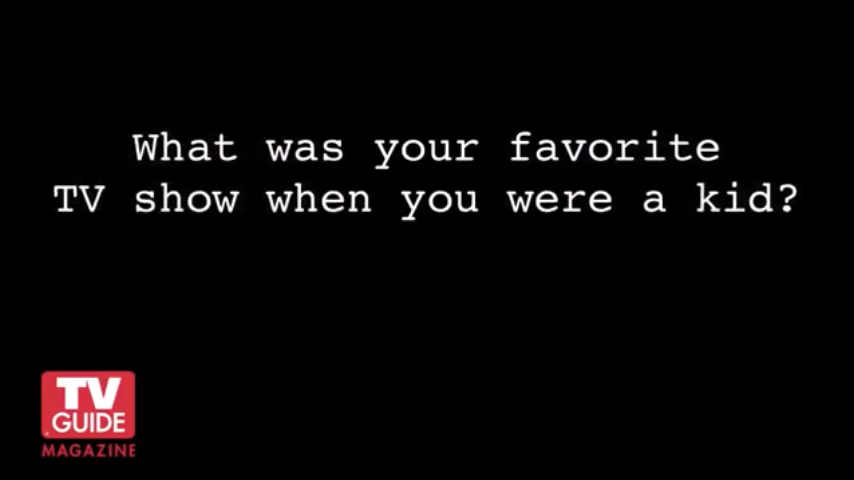 What was your favorite
TV show when you were a kid?
TV
GUIDE
MAGAZINE